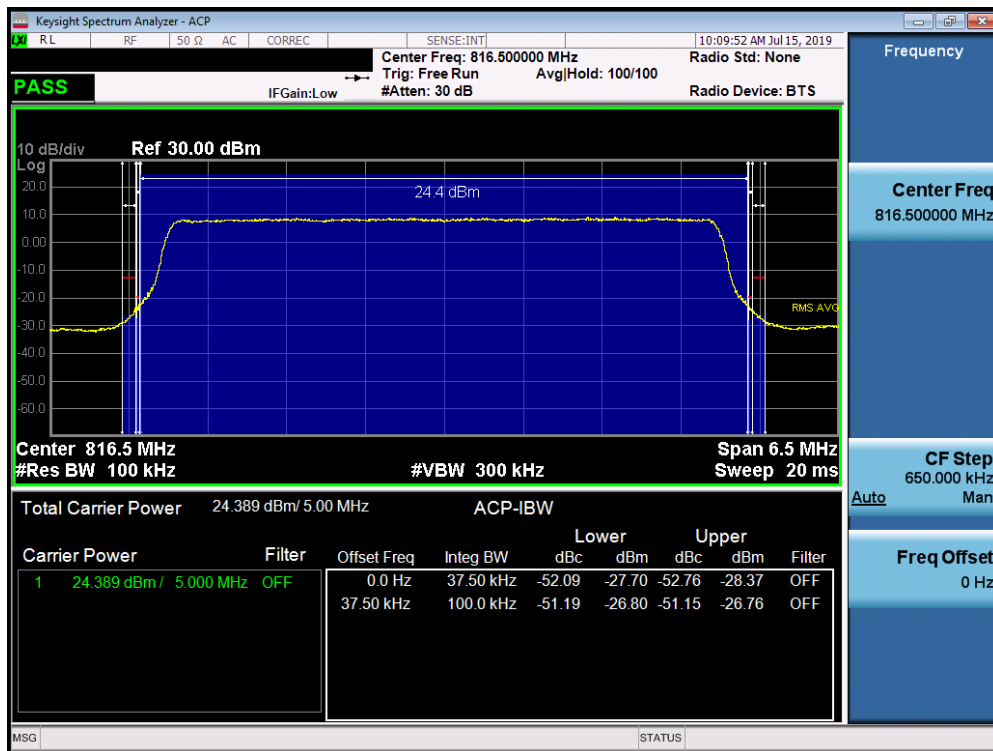 Keysight Spectrum Analyzer - ACP
LXI RL RF 50 Ω AC CORREC SENSE:INT 10:09:52 AM Jul 15, 2019
Center Freq: 816.500000 MHz Radio Std: None
Trig: Free Run Avg|Hold: 100/100
PASS IFGain:Low #Atten: 30 dB Radio Device: BTS
10 dB/div Ref 30.00 dBm
Log
20.0
24.4 dBm
10.0
0.00
-10.0
-20.0
RMS AVG
-30.0
-40.0
-50.0
-60.0
Center 816.5 MHz Span 6.5 MHz
#Res BW 100 kHz #VBW 300 kHz Sweep 20 ms
Total Carrier Power 24.389 dBm/ 5.00 MHz ACP-IBW
Lower Upper
Carrier Power Filter Offset Freq Integ BW dBc dBm dBc dBm Filter
1 24.389 dBm / 5.000 MHz OFF 0.0 Hz 37.50 kHz -52.09 -27.70 -52.76 -28.37 OFF
37.50 kHz 100.0 kHz -51.19 -26.80 -51.15 -26.76 OFF
MSG STATUS
Frequency
Center Freq
816.500000 MHz
CF Step
650.000 kHz
Auto Man
Freq Offset
0 Hz